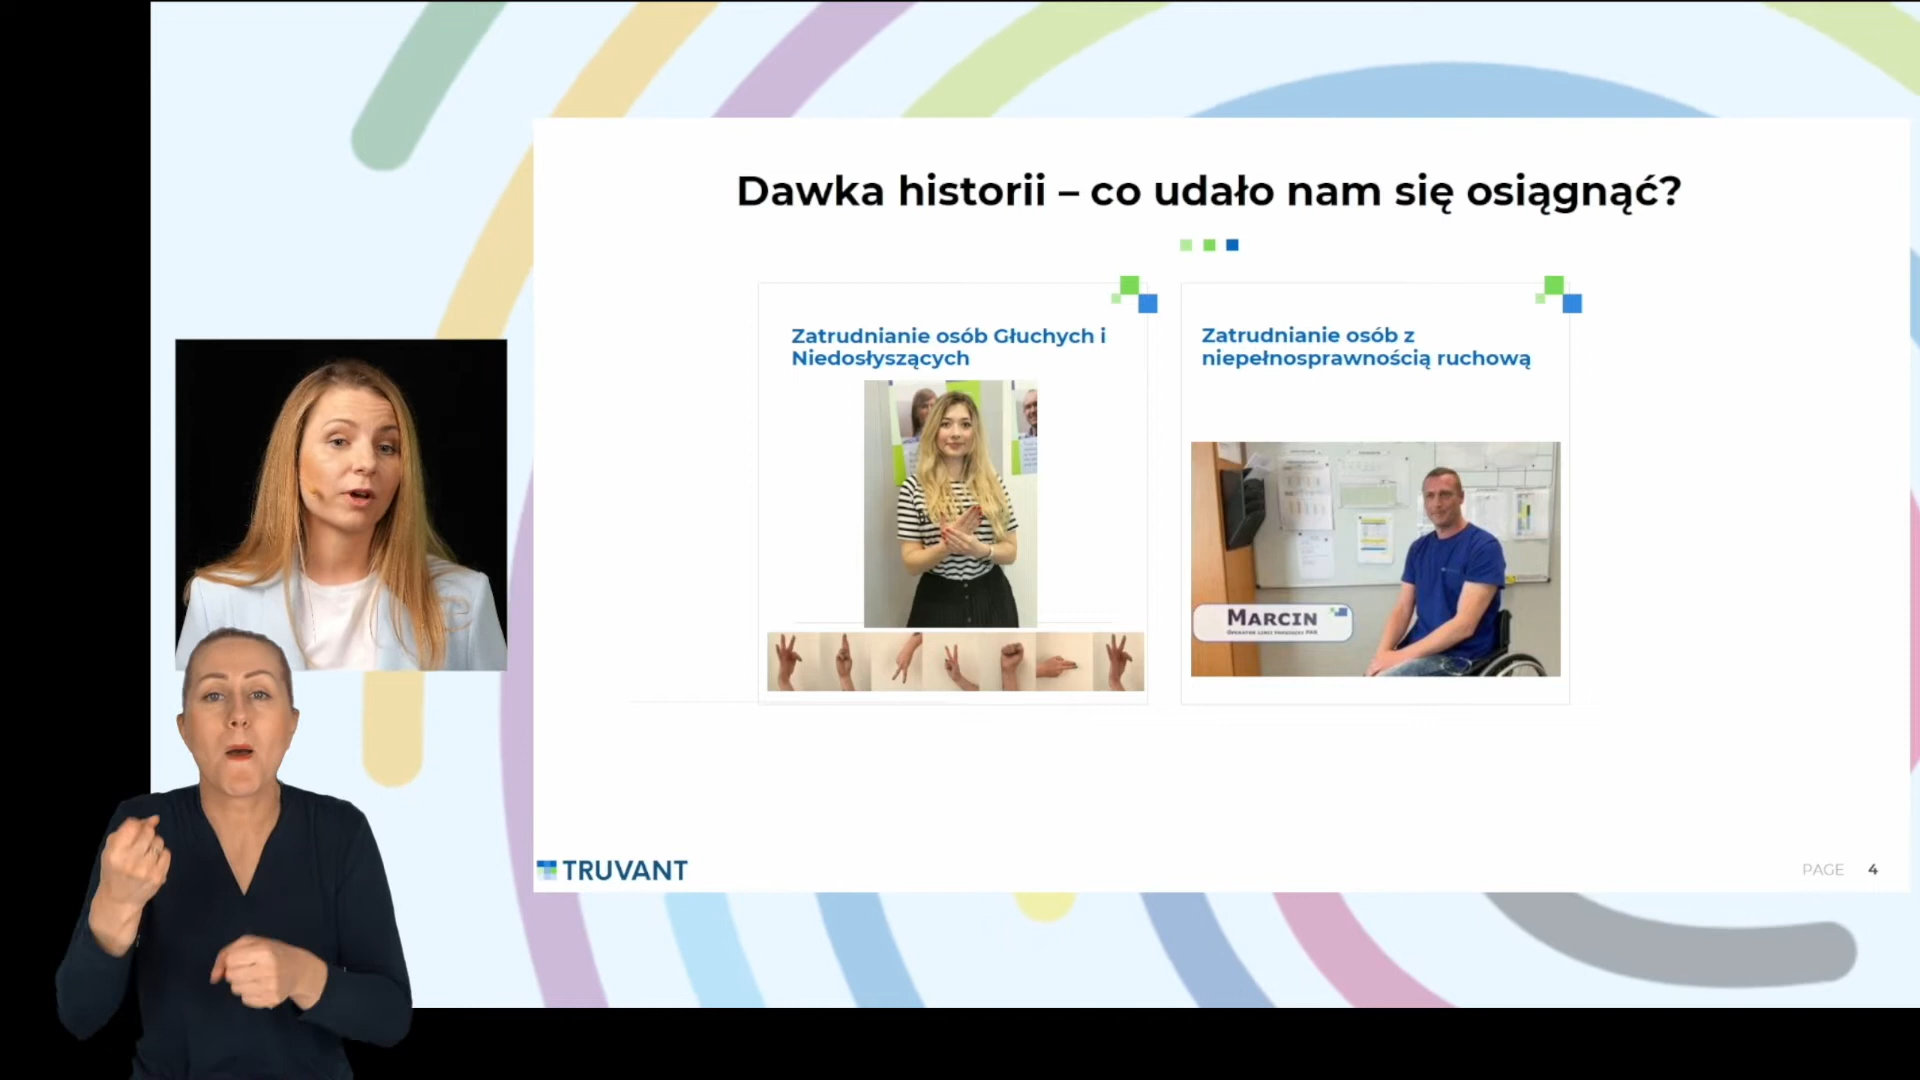 Dawka historii – co udało nam się osiągnąć?
Zatrudnianie osób Głuchych i
Niedosłyszących
Zatrudnianie osób z
niepełnosprawnością ruchową
MARCIN
TRUVANT
PAGE 4